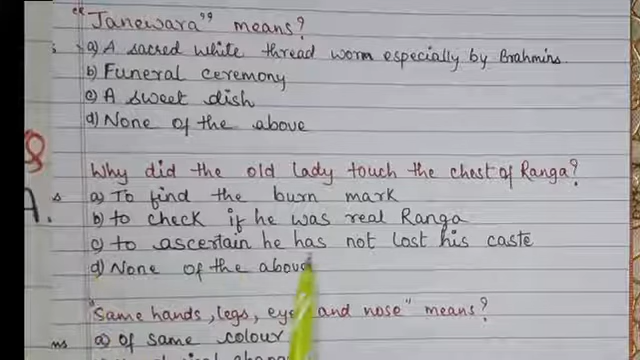 "Janewara" means?
a) A sacred white thread worn especially by Brahmins.
b) Funeral ceremony
c) A sweet dish
d) None of the above
Why did the old lady touch the chest of Ranga?
s a) To find the burn mark
b) to check if he was real Ranga
c) to ascertain he has not lost his caste
d) None of the above
"Same hands, legs, eyes and nose" means?
ms a) of same colour